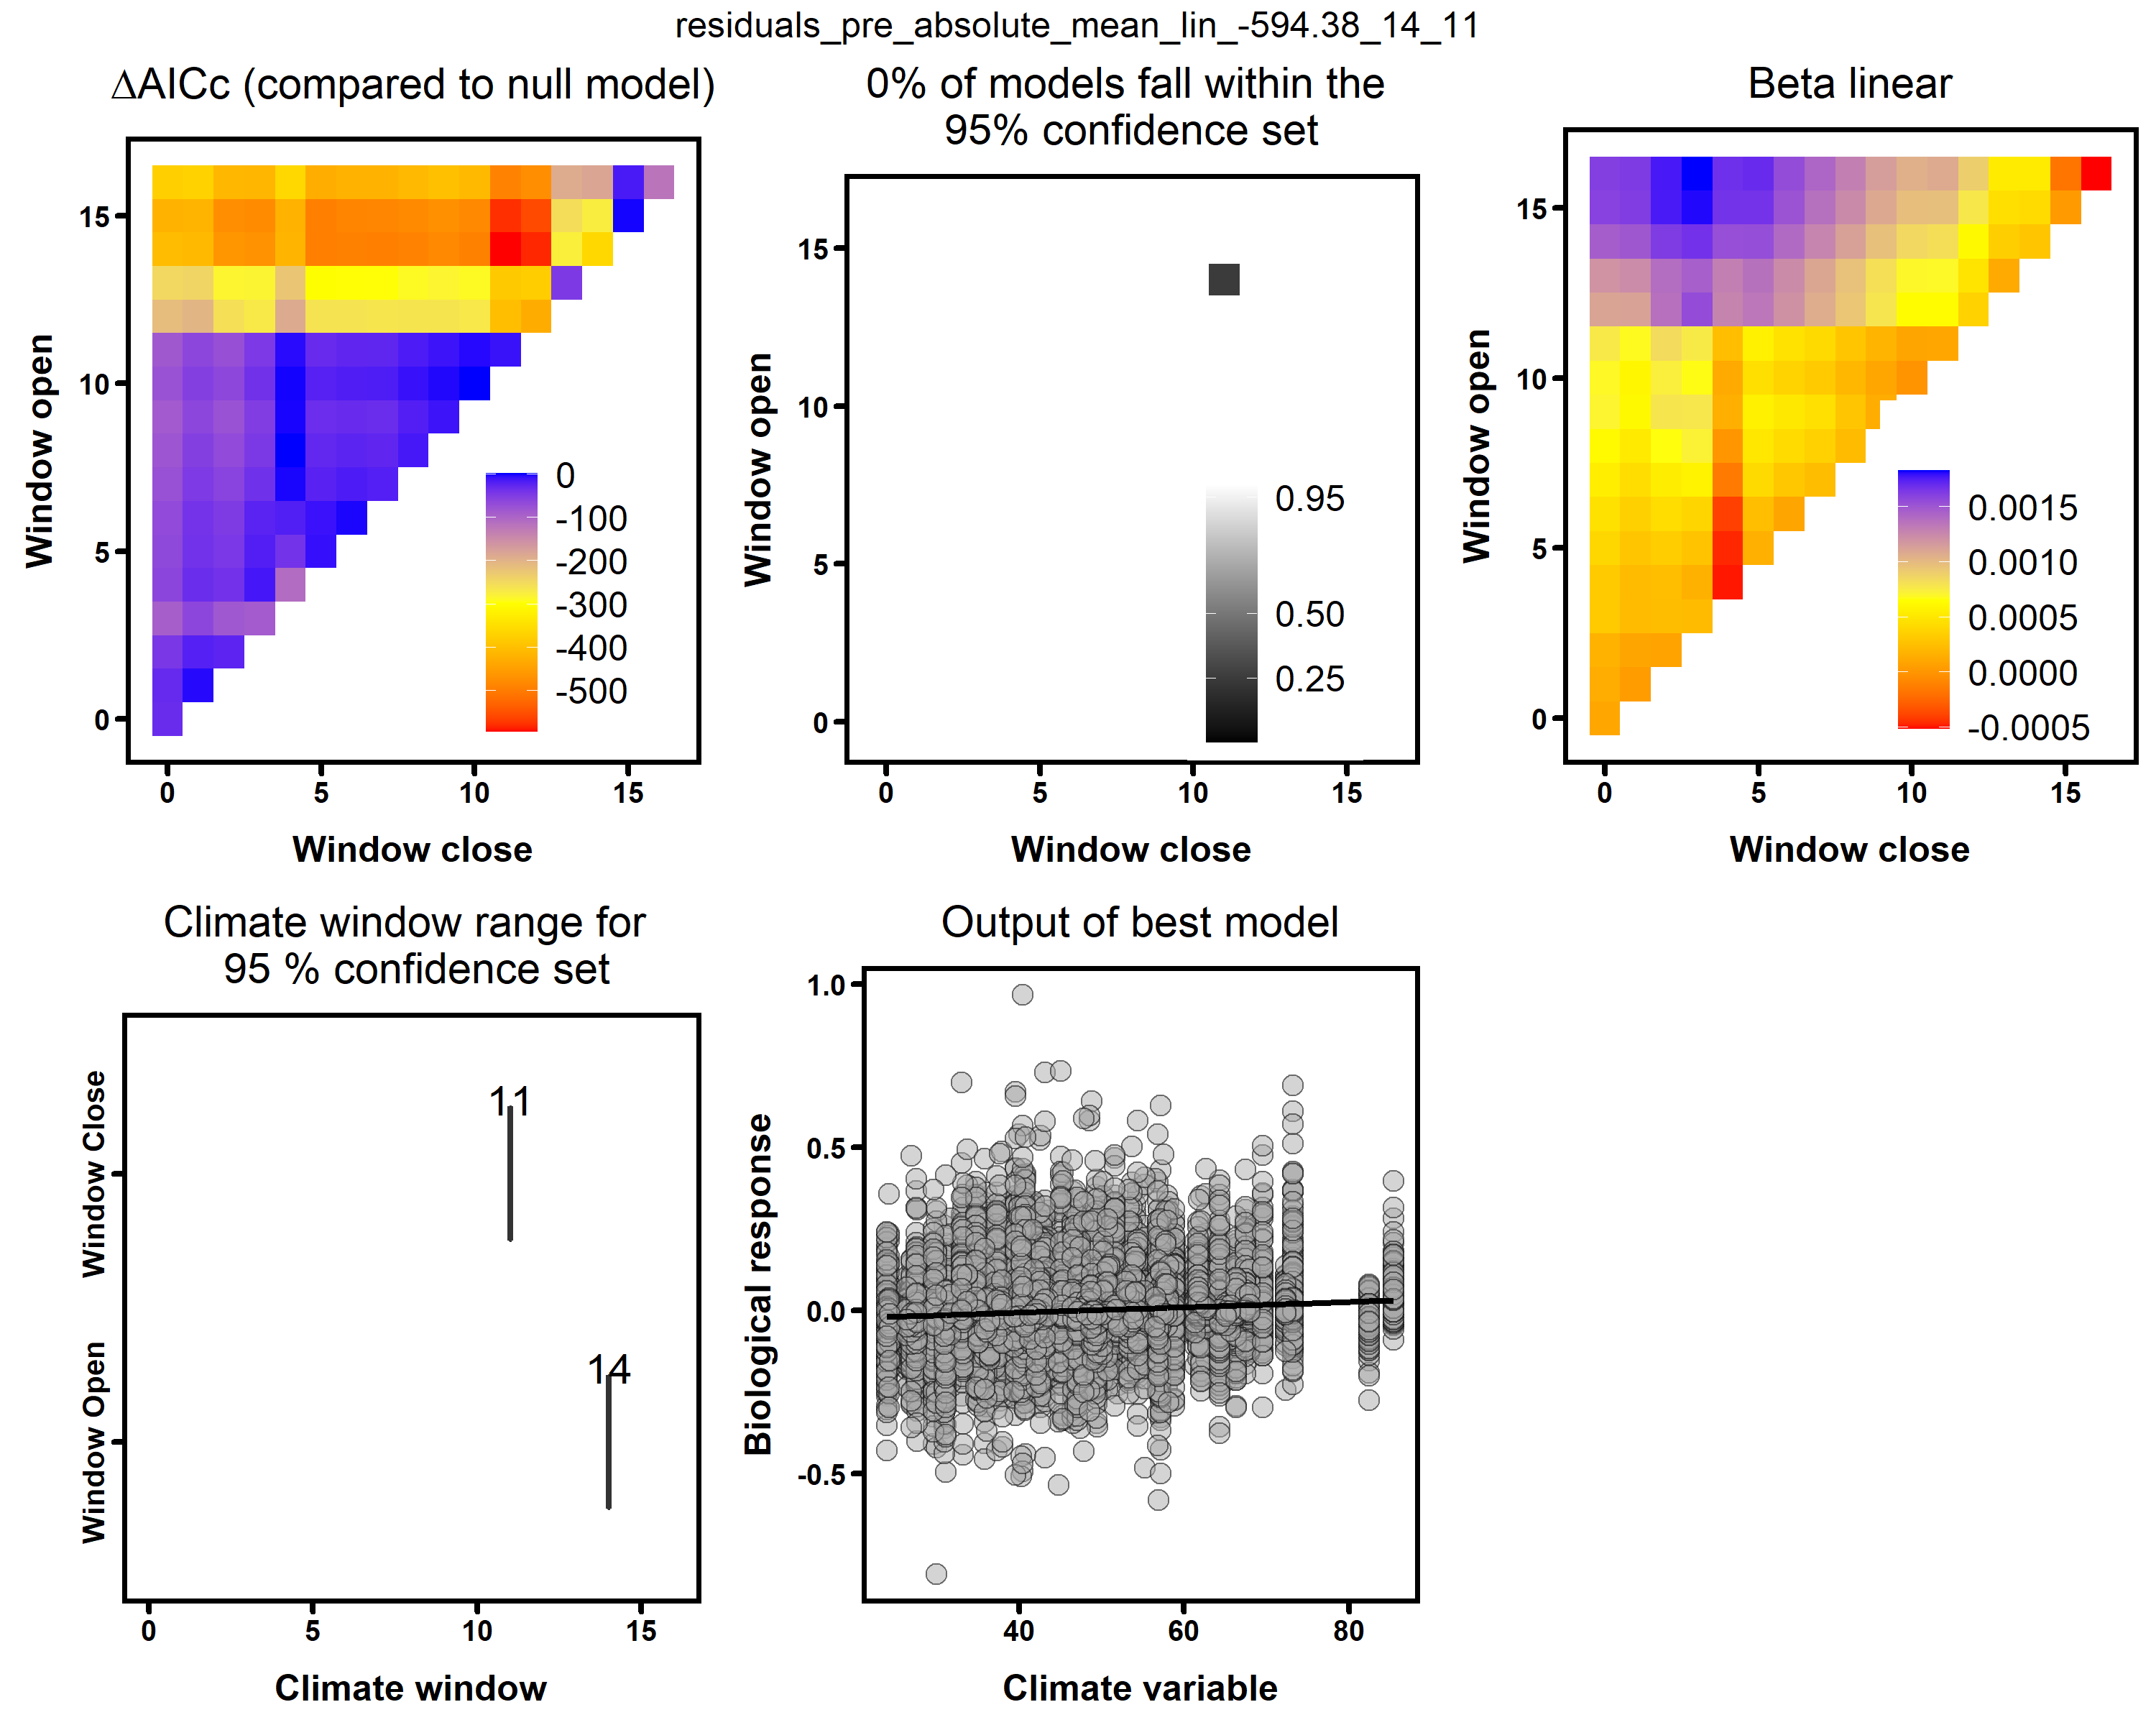 residuals_pre_absolute_mean_lin_-594.38_14_11
ΔAICc (compared to null model)
Window open
15
10
5
0
0
-100
-200
-300
-400
-500
0
5
10
15
Window close
0% of models fall within the
95% confidence set
Window open
15
10
5
0
0.95
0.50
0.25
0
5
10
15
Window close
Beta linear
Window open
15
10
5
0
0.0015
0.0010
0.0005
0.0000
-0.0005
0
5
10
15
Window close
Climate window range for
95 % confidence set
Window Close
Window Open
11
14
0
5
10
15
Climate window
Output of best model
Biological response
1.0
0.5
0.0
-0.5
40
60
80
Climate variable